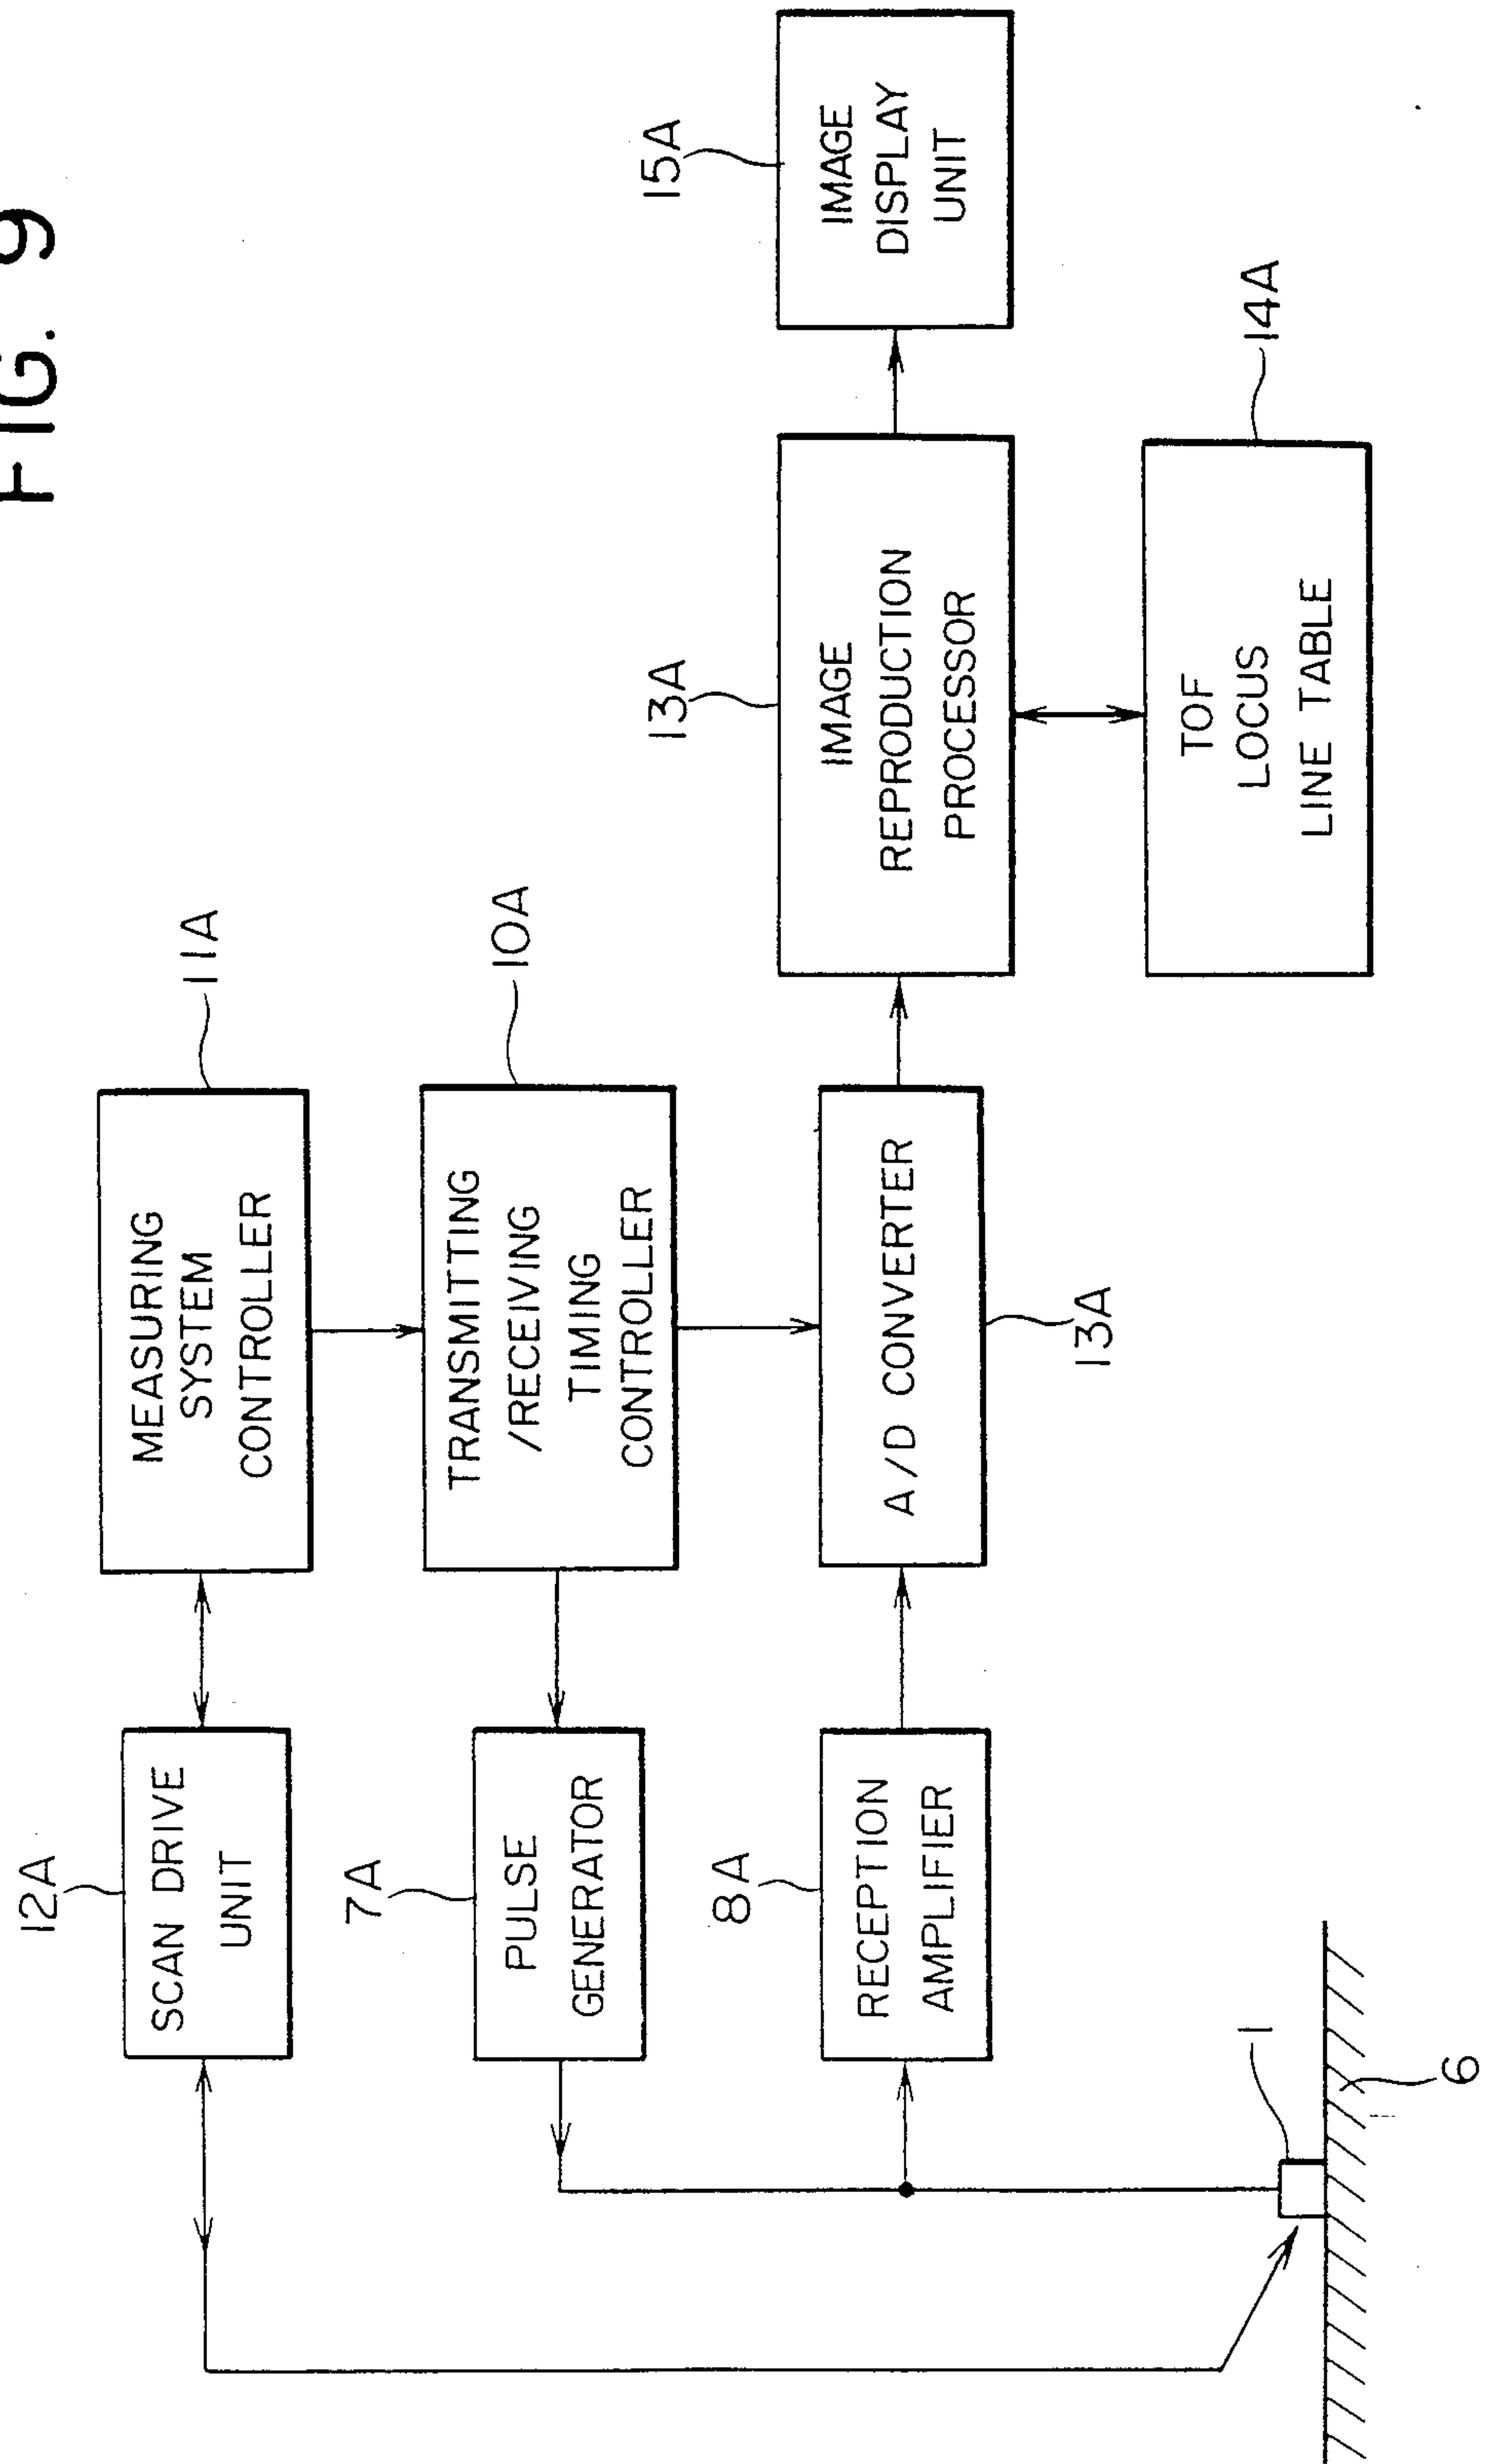 FIG. 9
12A
SCAN DRIVE
UNIT
11A
MEASURING
SYSTEM
CONTROLLER
7A
PULSE
GENERATOR
10A
TRANSMITTING
/RECEIVING
TIMING
CONTROLLER
8A
RECEPTION
AMPLIFIER
A/D CONVERTER
13A
13A
IMAGE
REPRODUCTION
PROCESSOR
15A
IMAGE
DISPLAY
UNIT
14A
TOF
LOCUS
LINE TABLE
1
6